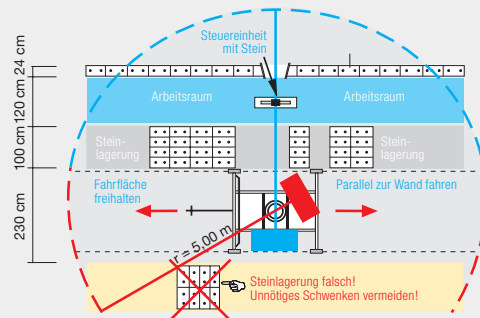 Steuereinheit
mit Stein
24 cm
Arbeitsraum
Arbeitsraum
120 cm
Stein-
lagerung
Stein-
lagerung
100 cm
Fahrfläche
freihalten
Parallel zur Wand fahren
230 cm
r = 5,00 m
Steinlagerung falsch!
Unnötiges Schwenken vermeiden!